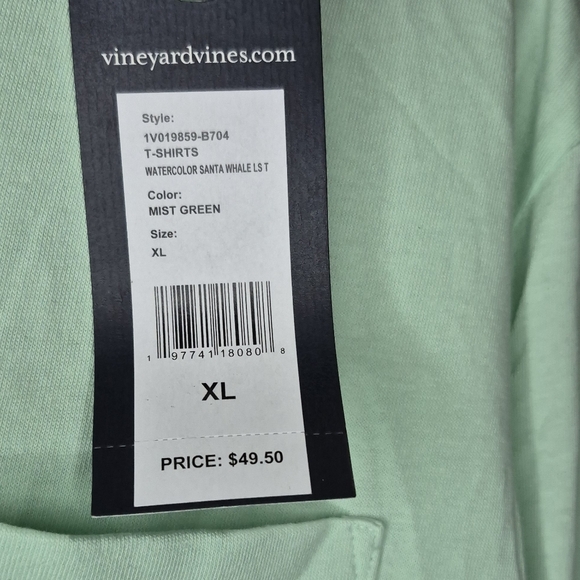 vineyardvines.com
Style:
1V019859-B704
T-SHIRTS
WATERCOLOR SANTA WHALE LS T
Color:
MIST GREEN
Size:
XL
1 97741 18080 8
XL
PRICE: $49.50